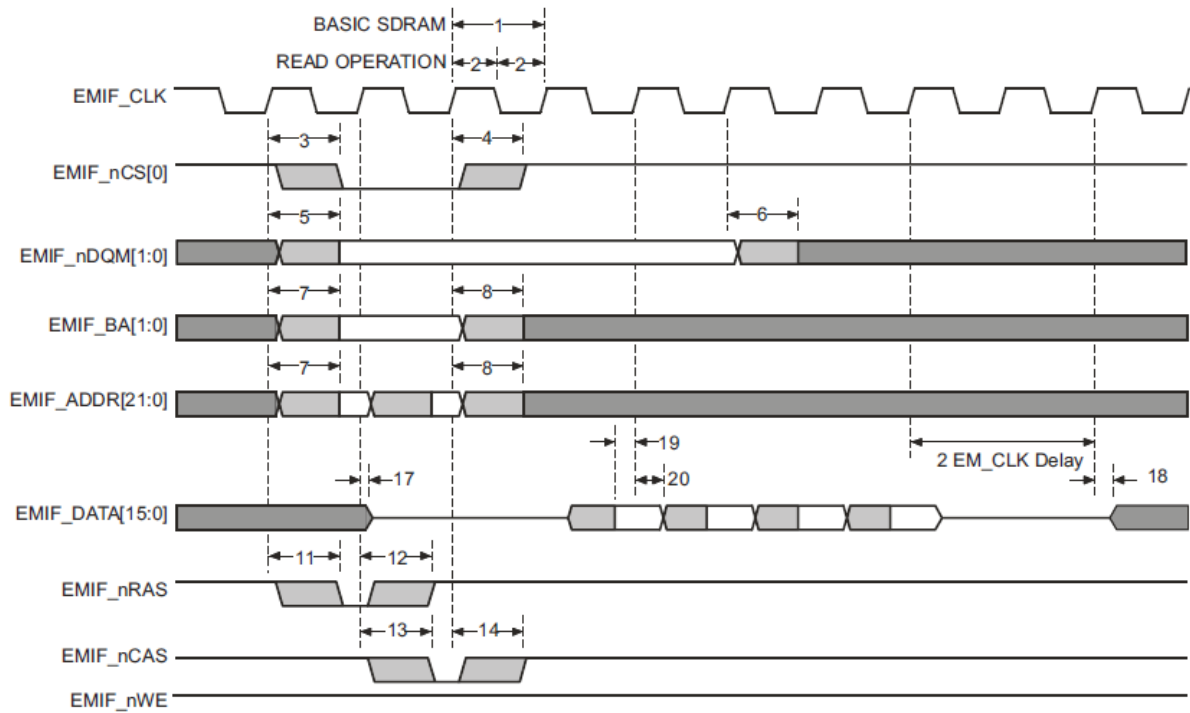 BASIC SDRAM 1
READ OPERATION 2 2
EMIF_CLK
3 4
EMIF_nCS[0]
5 6
EMIF_nDQM[1:0]
7 8
EMIF_BA[1:0]
7 8
EMIF_ADDR[21:0]
19
2 EM_CLK Delay
17 20 18
EMIF_DATA[15:0]
11 12
EMIF_nRAS
13 14
EMIF_nCAS
EMIF_nWE